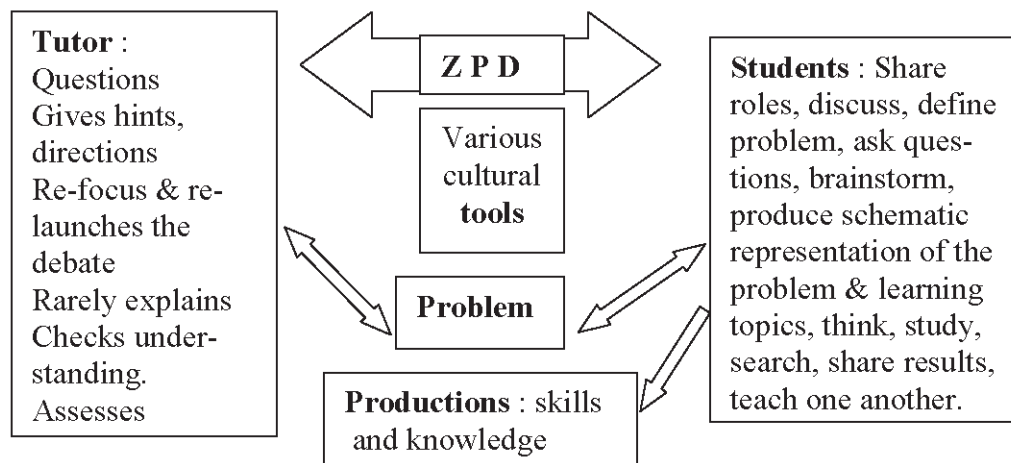 Tutor :
Questions
Gives hints,
directions
Re-focus & re-
launches the
debate
Rarely explains
Checks under-
standing.
Assesses
Z P D
Various
cultural
tools
Problem
Productions : skills
and knowledge
Students : Share
roles, discuss, define
problem, ask ques-
tions, brainstorm,
produce schematic
representation of the
problem & learning
topics, think, study,
search, share results,
teach one another.